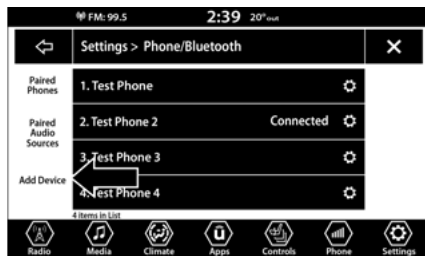 FM: 99.5 2:39 20° out
Settings > Phone/Bluetooth X
Paired
Phones
1. Test Phone
Paired
Audio
Sources
2. Test Phone 2 Connected
3. Test Phone 3
Add Device
4. Test Phone 4
4 items in List
Radio Media Climate Apps Controls Phone Settings